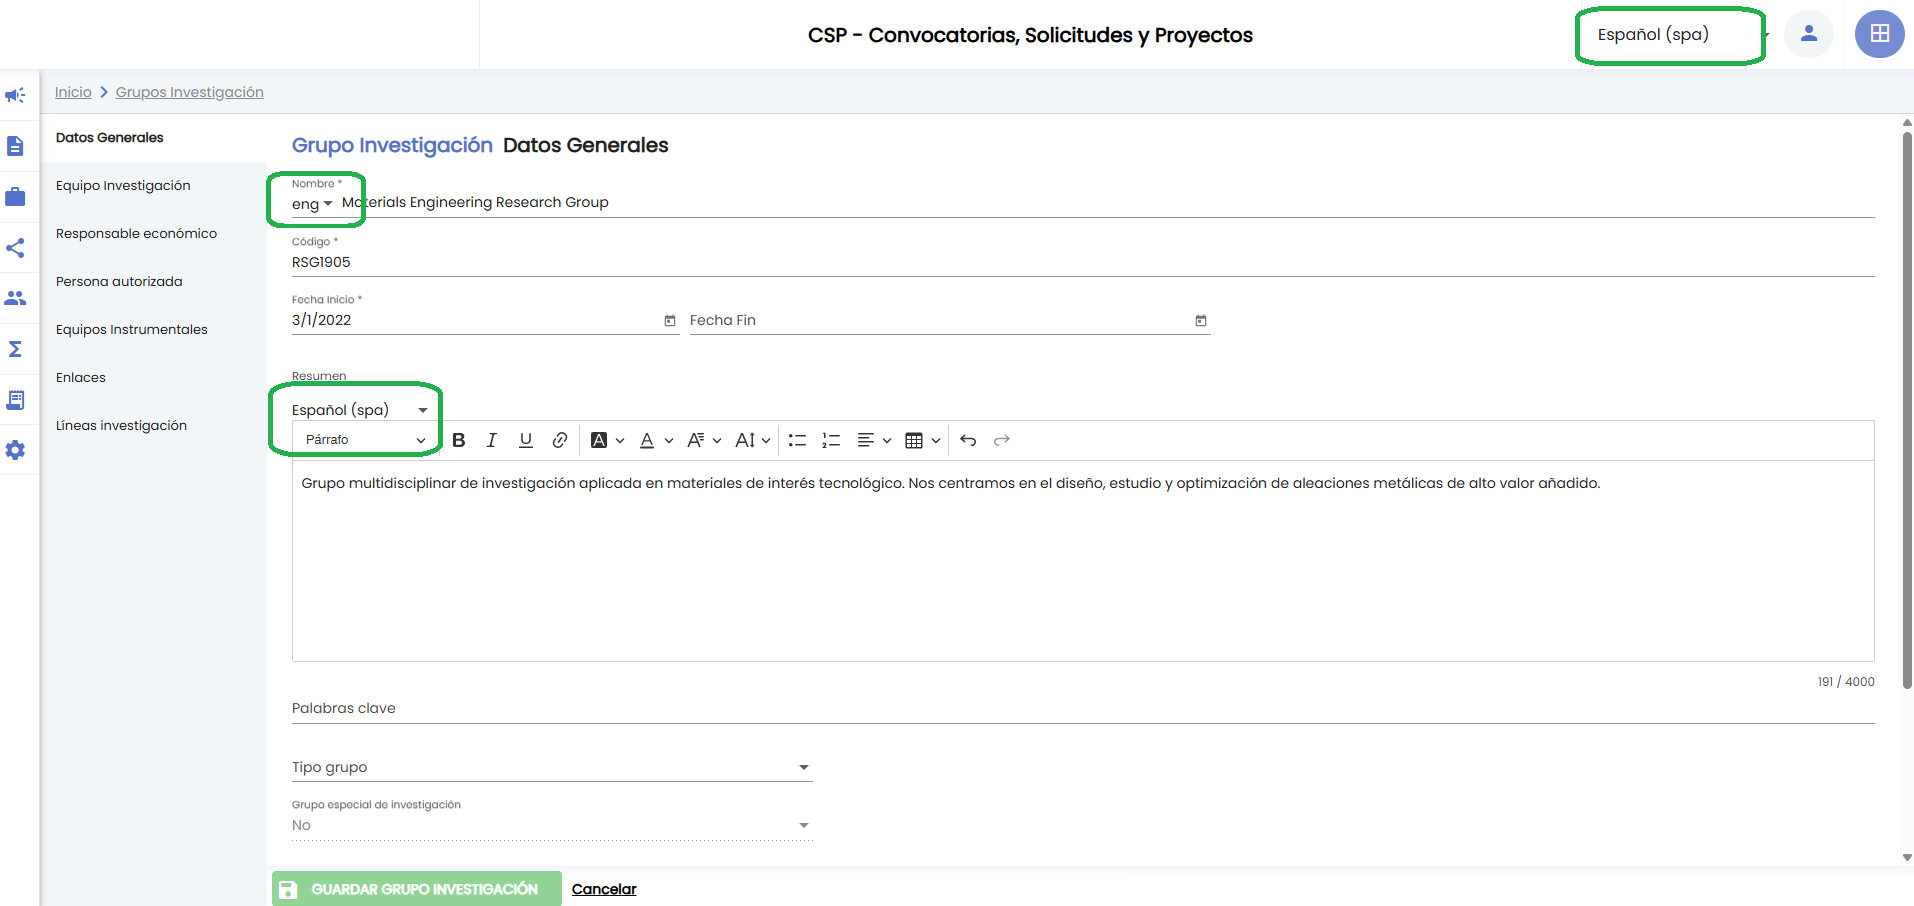 CSP - Convocatorias, Solicitudes y Proyectos
Español (spa)
Inicio
Grupos Investigación
Datos Generales
Equipo Investigación
Responsable económico
Persona autorizada
Equipos Instrumentales
Enlaces
Líneas investigación
Grupo Investigación Datos Generales
Nombre *
eng Materials Engineering Research Group
Código *
RSG1905
Fecha Inicio *
3/1/2022
Fecha Fin
Resumen
Español (spa)
Párrafo
Grupo multidisciplinar de investigación aplicada en materiales de interés tecnológico. Nos centramos en el diseño, estudio y optimización de aleaciones metálicas de alto valor añadido.
191 / 4000
Palabras clave
Tipo grupo
Grupo especial de investigación
No
GUARDAR GRUPO INVESTIGACIÓN
Cancelar